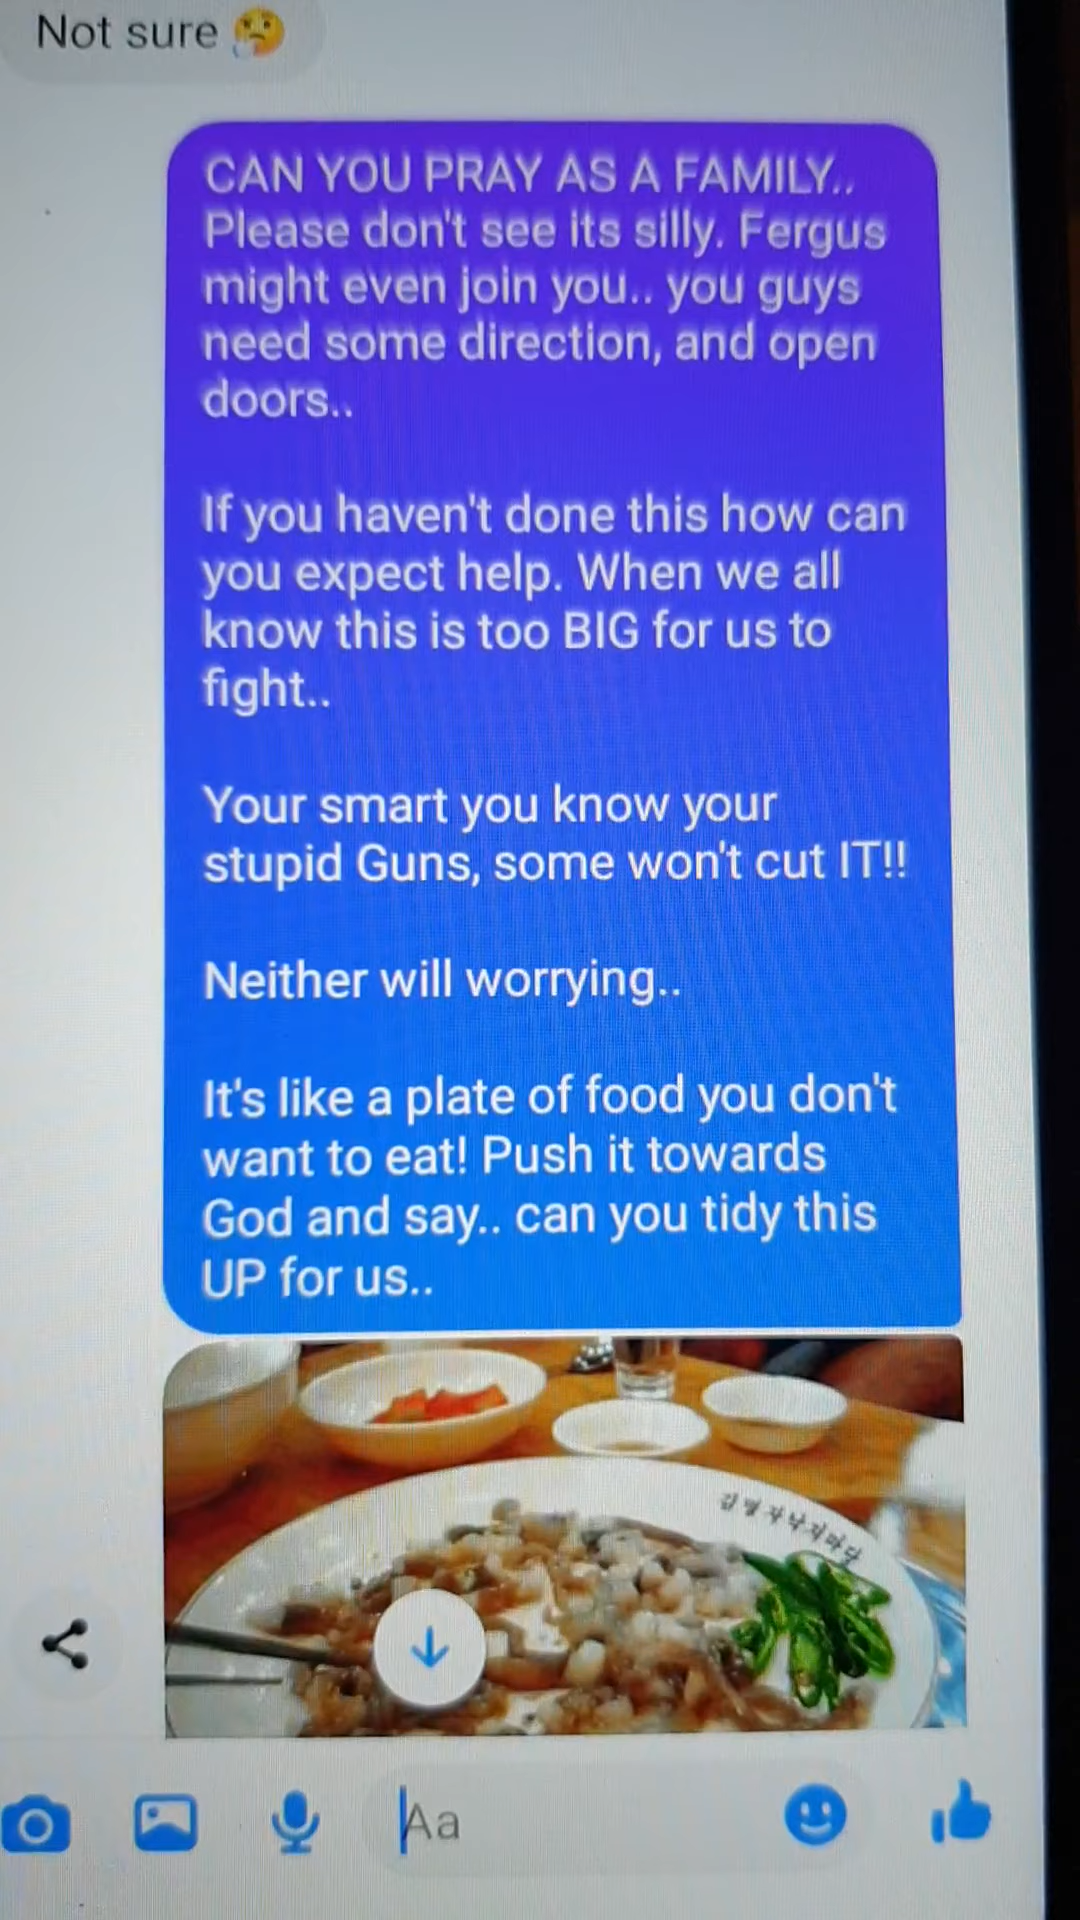 Not sure 🤔
CAN YOU PRAY AS A FAMILY..
Please don't see its silly. Fergus
might even join you.. you guys
need some direction, and open
doors..
If you haven't done this how can
you expect help. When we all
know this is too BIG for us to
fight..
Your smart you know your
stupid Guns, some won't cut IT!!
Neither will worrying..
It's like a plate of food you don't
want to eat! Push it towards
God and say.. can you tidy this
UP for us..
Aa